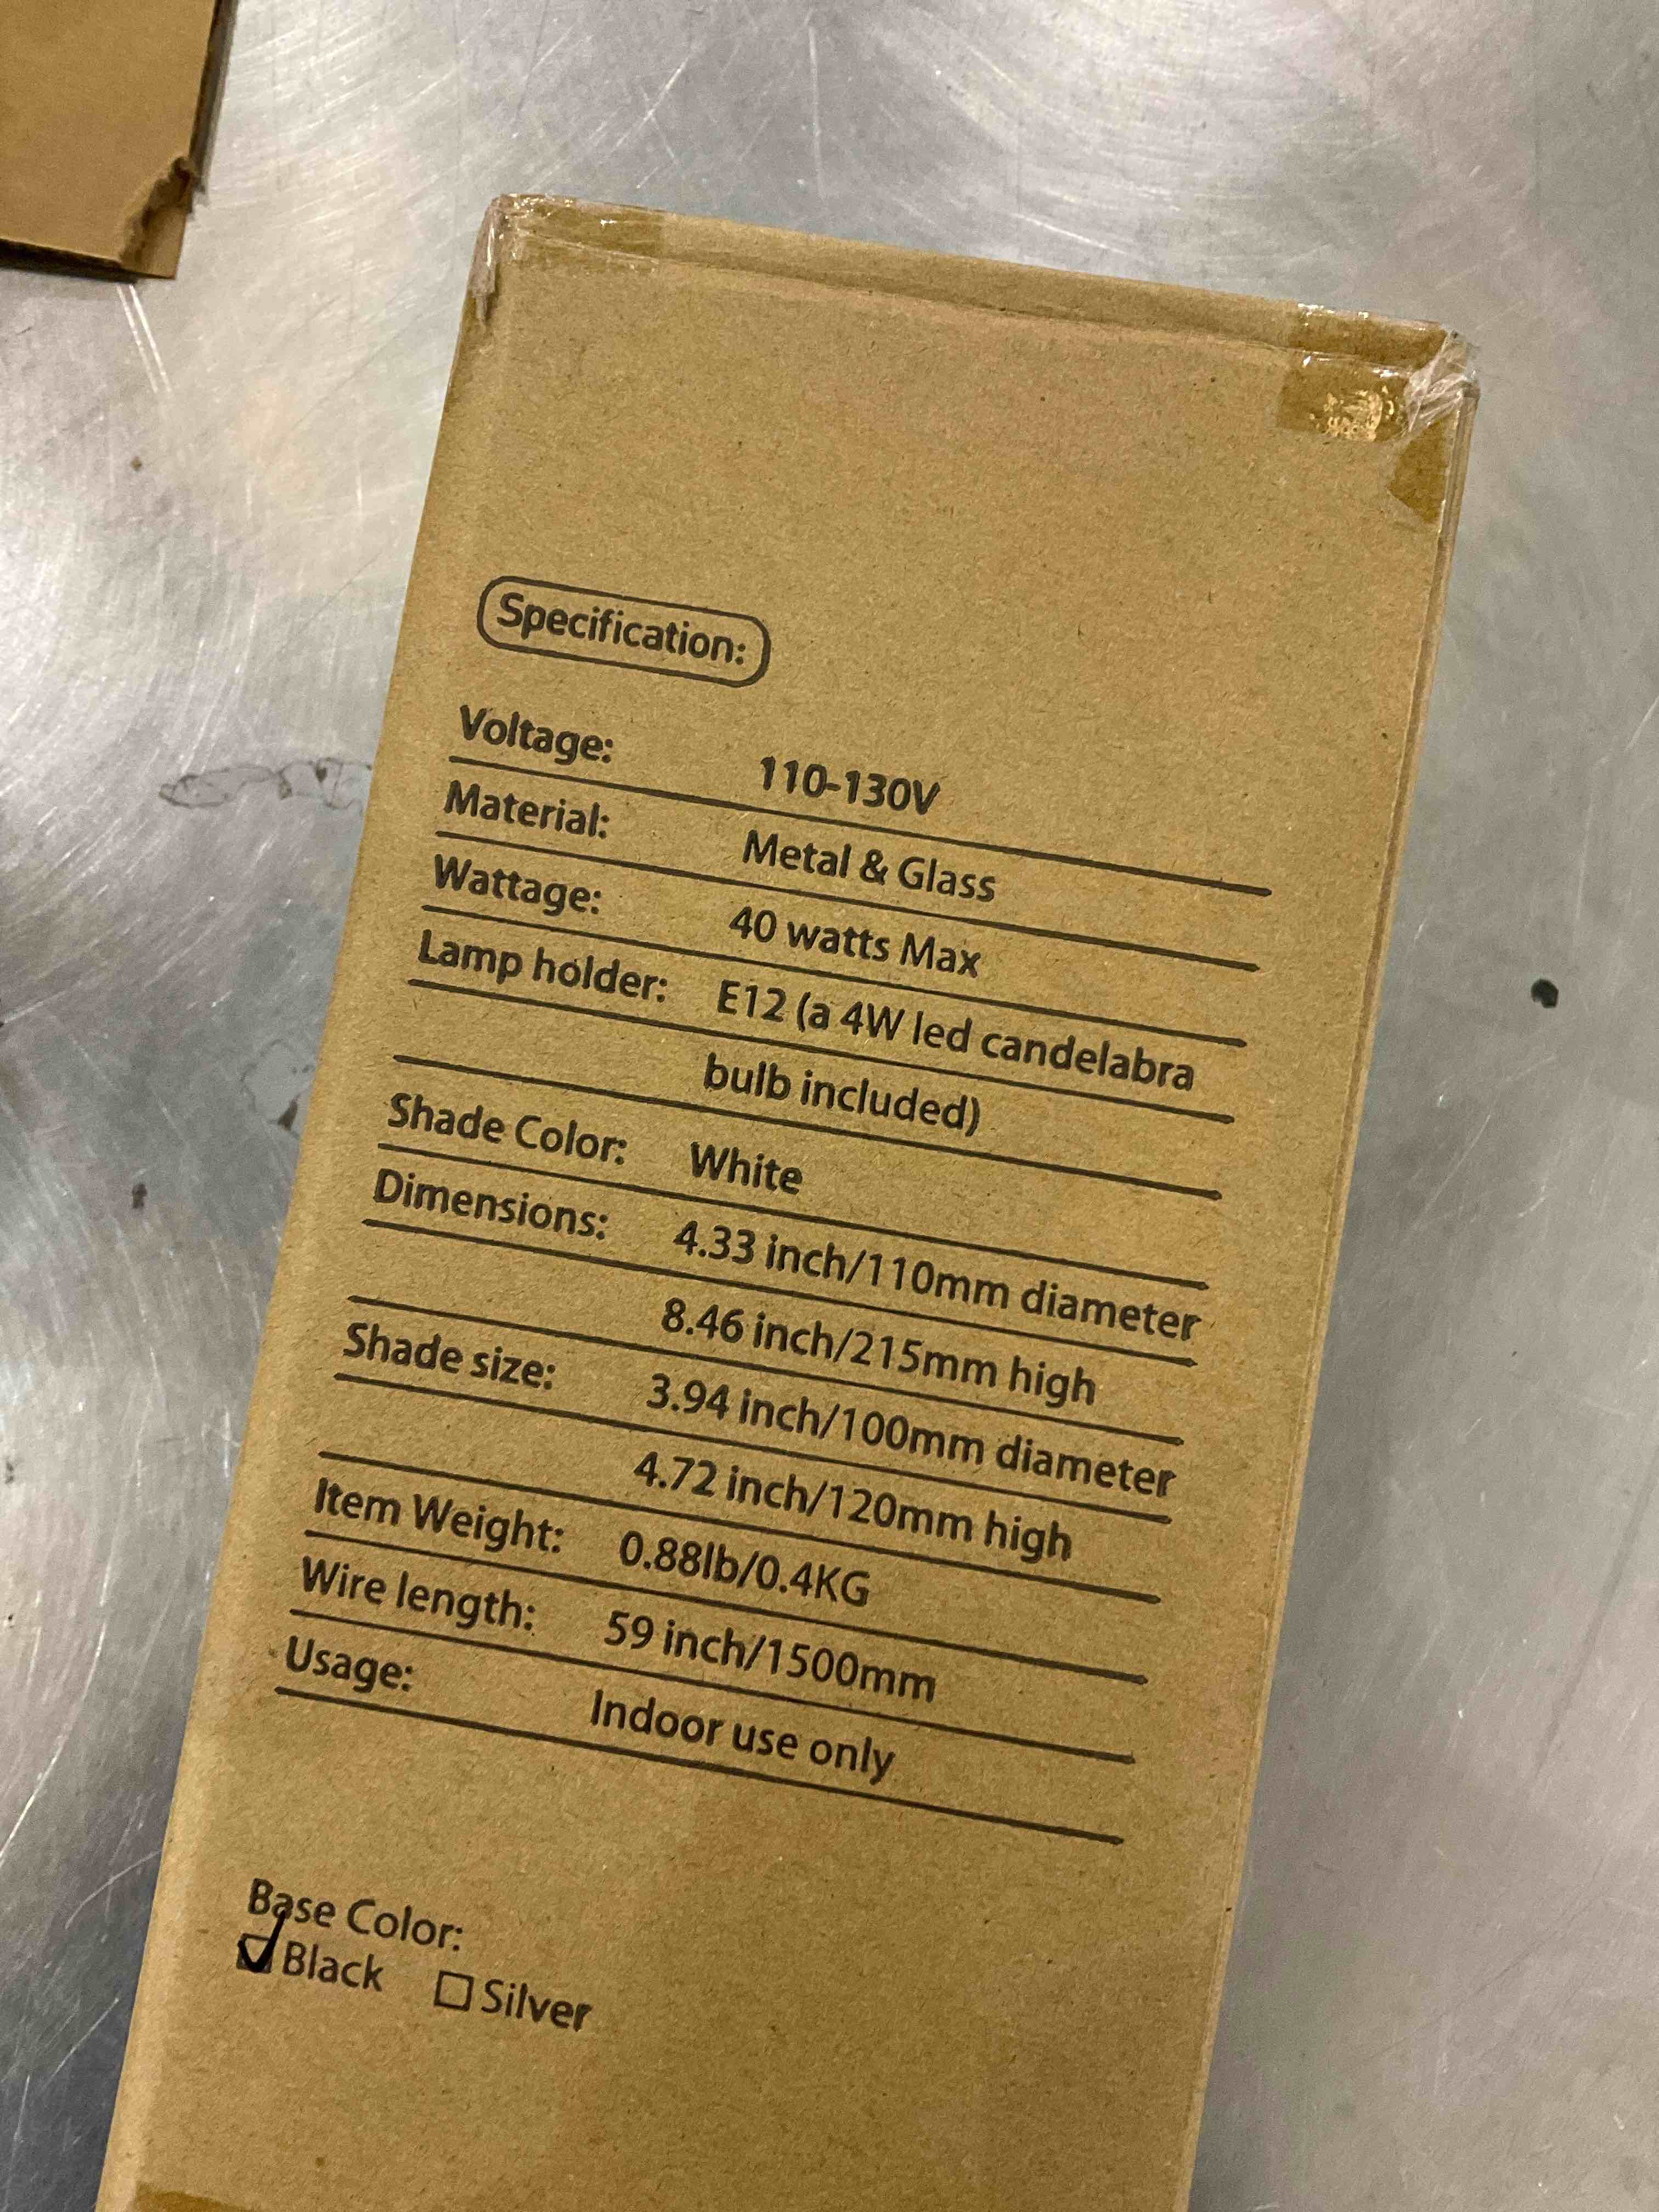 Specification:
Voltage: 110-130V
Material: Metal & Glass
Wattage: 40 watts Max
Lamp holder: E12 (a 4W led candelabra
bulb included)
Shade Color: White
Dimensions: 4.33 inch/110mm diameter
8.46 inch/215mm high
Shade size: 3.94 inch/100mm diameter
4.72 inch/120mm high
Item Weight: 0.88lb/0.4KG
Wire length: 59 inch/1500mm
Usage: Indoor use only
Base Color:
☑ Black ☐ Silver